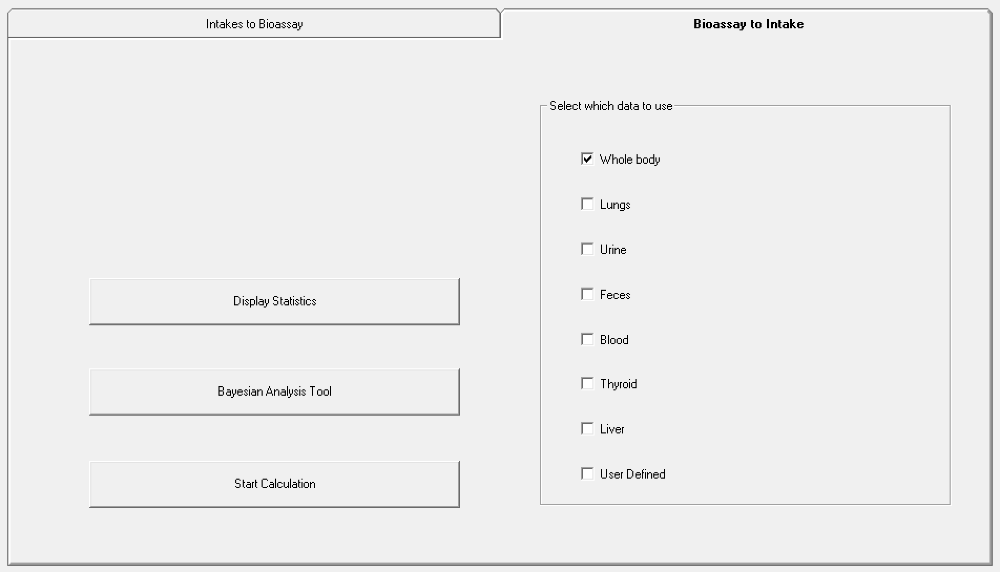 Intakes to Bioassay
Bioassay to Intake
Select which data to use
Whole body
Lungs
Urine
Feces
Blood
Thyroid
Liver
User Defined
Display Statistics
Bayesian Analysis Tool
Start Calculation